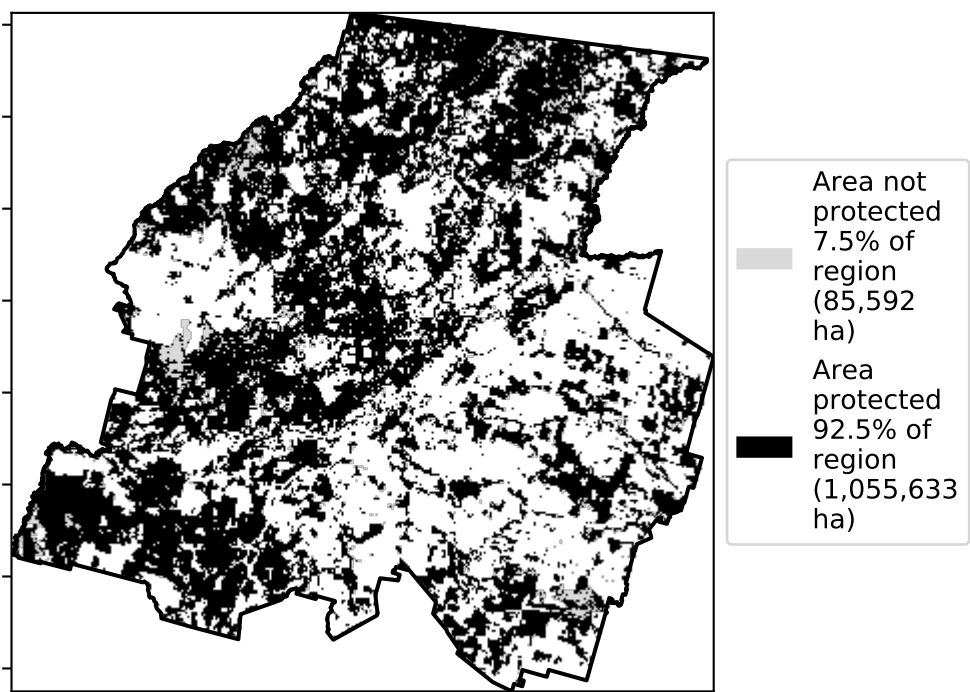 Area not
protected
7.5% of
region
(85,592
ha)
Area
protected
92.5% of
region
(1,055,633
ha)